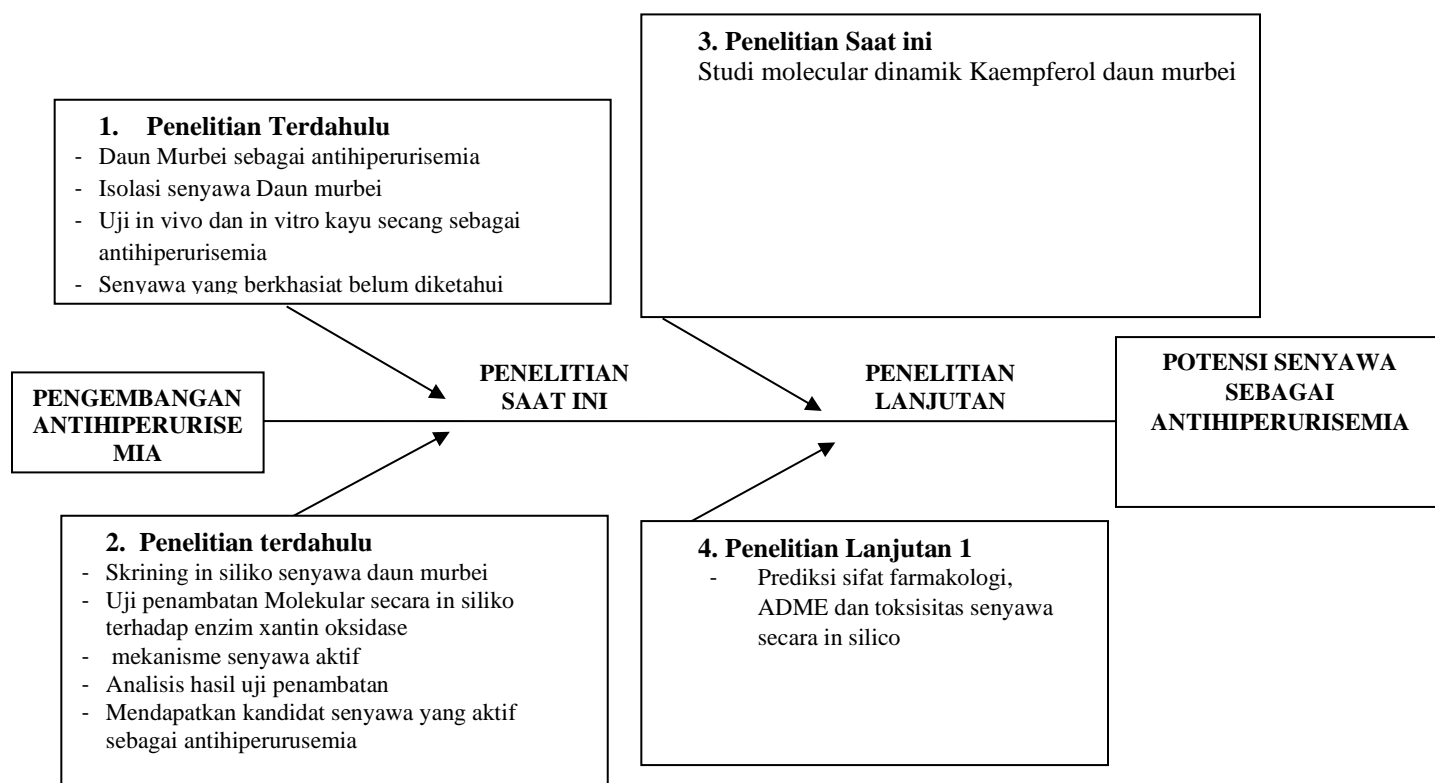 3. Penelitian Saat ini
Studi molecular dinamik Kaempferol daun murbei
1. Penelitian Terdahulu
- Daun Murbei sebagai antihiperurisemia
- Isolasi senyawa Daun murbei
- Uji in vivo dan in vitro kayu secang sebagai
antihiperurisemia
- Senyawa yang berkhasiat belum diketahui
PENGEMBANGAN
ANTIHIPERURISE
MIA
PENELITIAN
SAAT INI
PENELITIAN
LANJUTAN
POTENSI SENYAWA
SEBAGAI
ANTIHIPERURISEMIA
2. Penelitian terdahulu
- Skrining in siliko senyawa daun murbei
- Uji penambatan Molekular secara in siliko
terhadap enzim xantin oksidase
- mekanisme senyawa aktif
- Analisis hasil uji penambatan
- Mendapatkan kandidat senyawa yang aktif
sebagai antihiperurusemia
4. Penelitian Lanjutan 1
- Prediksi sifat farmakologi,
ADME dan toksisitas senyawa
secara in silico